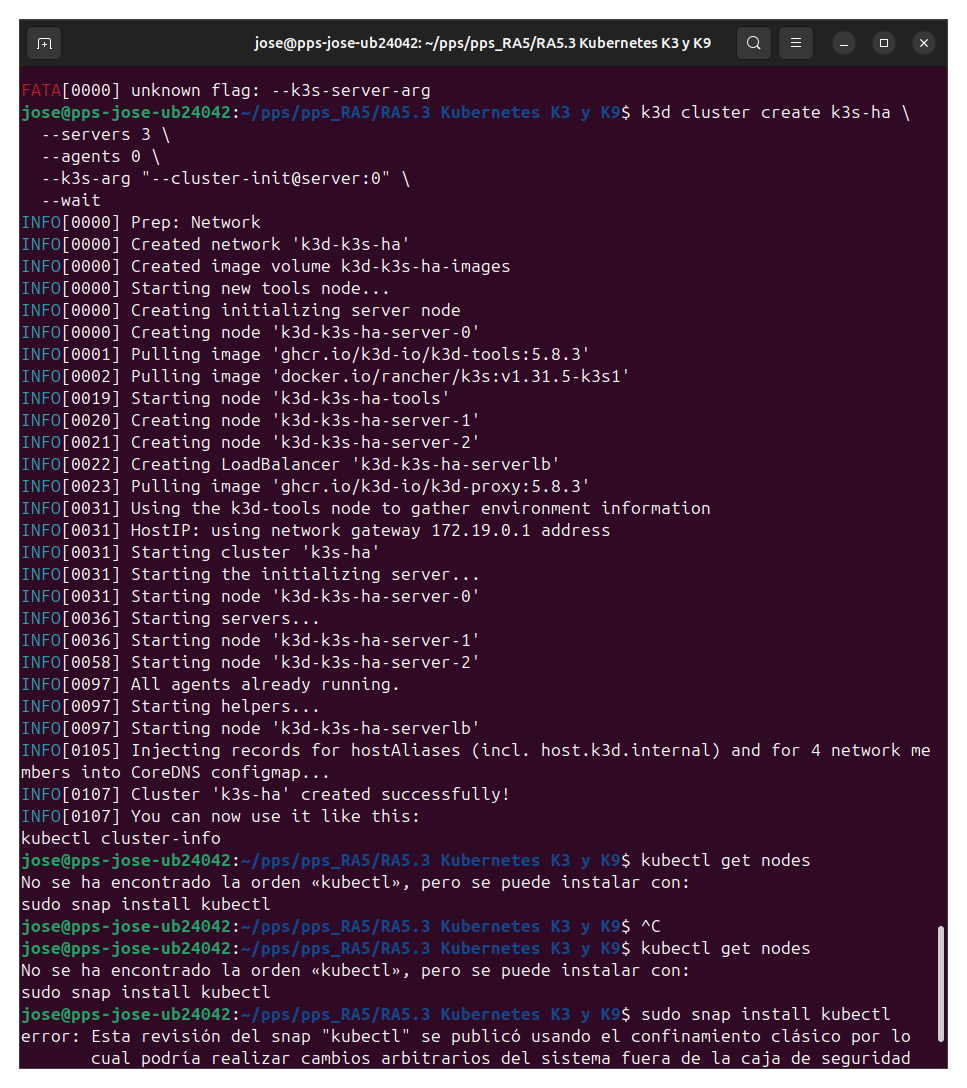 jose@pps-jose-ub24042: ~/pps/pps_RA5/RA5.3 Kubernetes K3 y K9
FATA[0000] unknown flag: --k3s-server-arg
jose@pps-jose-ub24042:~/pps/pps_RA5/RA5.3 Kubernetes K3 y K9$ k3d cluster create k3s-ha \
  --servers 3 \
  --agents 0 \
  --k3s-arg "--cluster-init@server:0" \
  --wait
INFO[0000] Prep: Network
INFO[0000] Created network 'k3d-k3s-ha'
INFO[0000] Created image volume k3d-k3s-ha-images
INFO[0000] Starting new tools node...
INFO[0000] Creating initializing server node
INFO[0000] Creating node 'k3d-k3s-ha-server-0'
INFO[0001] Pulling image 'ghcr.io/k3d-io/k3d-tools:5.8.3'
INFO[0002] Pulling image 'docker.io/rancher/k3s:v1.31.5-k3s1'
INFO[0019] Starting node 'k3d-k3s-ha-tools'
INFO[0020] Creating node 'k3d-k3s-ha-server-1'
INFO[0021] Creating node 'k3d-k3s-ha-server-2'
INFO[0022] Creating LoadBalancer 'k3d-k3s-ha-serverlb'
INFO[0023] Pulling image 'ghcr.io/k3d-io/k3d-proxy:5.8.3'
INFO[0031] Using the k3d-tools node to gather environment information
INFO[0031] HostIP: using network gateway 172.19.0.1 address
INFO[0031] Starting cluster 'k3s-ha'
INFO[0031] Starting the initializing server...
INFO[0031] Starting node 'k3d-k3s-ha-server-0'
INFO[0036] Starting servers...
INFO[0036] Starting node 'k3d-k3s-ha-server-1'
INFO[0058] Starting node 'k3d-k3s-ha-server-2'
INFO[0097] All agents already running.
INFO[0097] Starting helpers...
INFO[0097] Starting node 'k3d-k3s-ha-serverlb'
INFO[0105] Injecting records for hostAliases (incl. host.k3d.internal) and for 4 network me
mbers into CoreDNS configmap...
INFO[0107] Cluster 'k3s-ha' created successfully!
INFO[0107] You can now use it like this:
kubectl cluster-info
jose@pps-jose-ub24042:~/pps/pps_RA5/RA5.3 Kubernetes K3 y K9$ kubectl get nodes
No se ha encontrado la orden «kubectl», pero se puede instalar con:
sudo snap install kubectl
jose@pps-jose-ub24042:~/pps/pps_RA5/RA5.3 Kubernetes K3 y K9$ ^C
jose@pps-jose-ub24042:~/pps/pps_RA5/RA5.3 Kubernetes K3 y K9$ kubectl get nodes
No se ha encontrado la orden «kubectl», pero se puede instalar con:
sudo snap install kubectl
jose@pps-jose-ub24042:~/pps/pps_RA5/RA5.3 Kubernetes K3 y K9$ sudo snap install kubectl
error: Esta revisión del snap "kubectl" se publicó usando el confinamiento clásico por lo
       cual podría realizar cambios arbitrarios del sistema fuera de la caja de seguridad